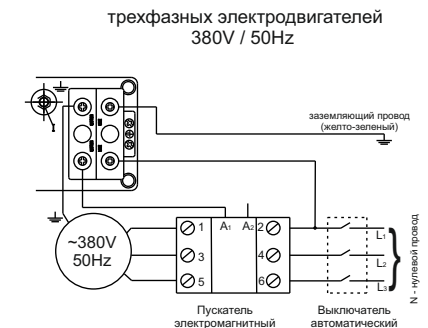 трехфазных электродвигателей
380V / 50Hz
заземляющий провод
(желто-зеленый)
~380V
50Hz
1
A1
A2
2
3
4
5
6
L1
L2
L3
N - нулевой провод
Пускатель
электромагнитный
Выключатель
автоматический